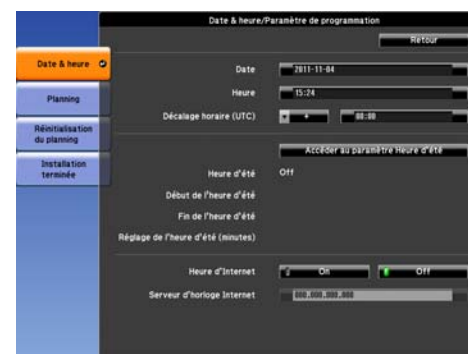 Date & heure/Paramètre de programmation
Retour
Date & heure
Planning
Réinitialisation
du planning
Installation
terminée
Date 2011-11-04
Heure 15:24
Décalage horaire (UTC) + 00:00
Accéder au paramètre Heure d'été
Heure d'été Off
Début de l'heure d'été
Fin de l'heure d'été
Réglage de l'heure d'été (minutes)
Heure d'Internet On Off
Serveur d'horloge Internet 000.000.000.000